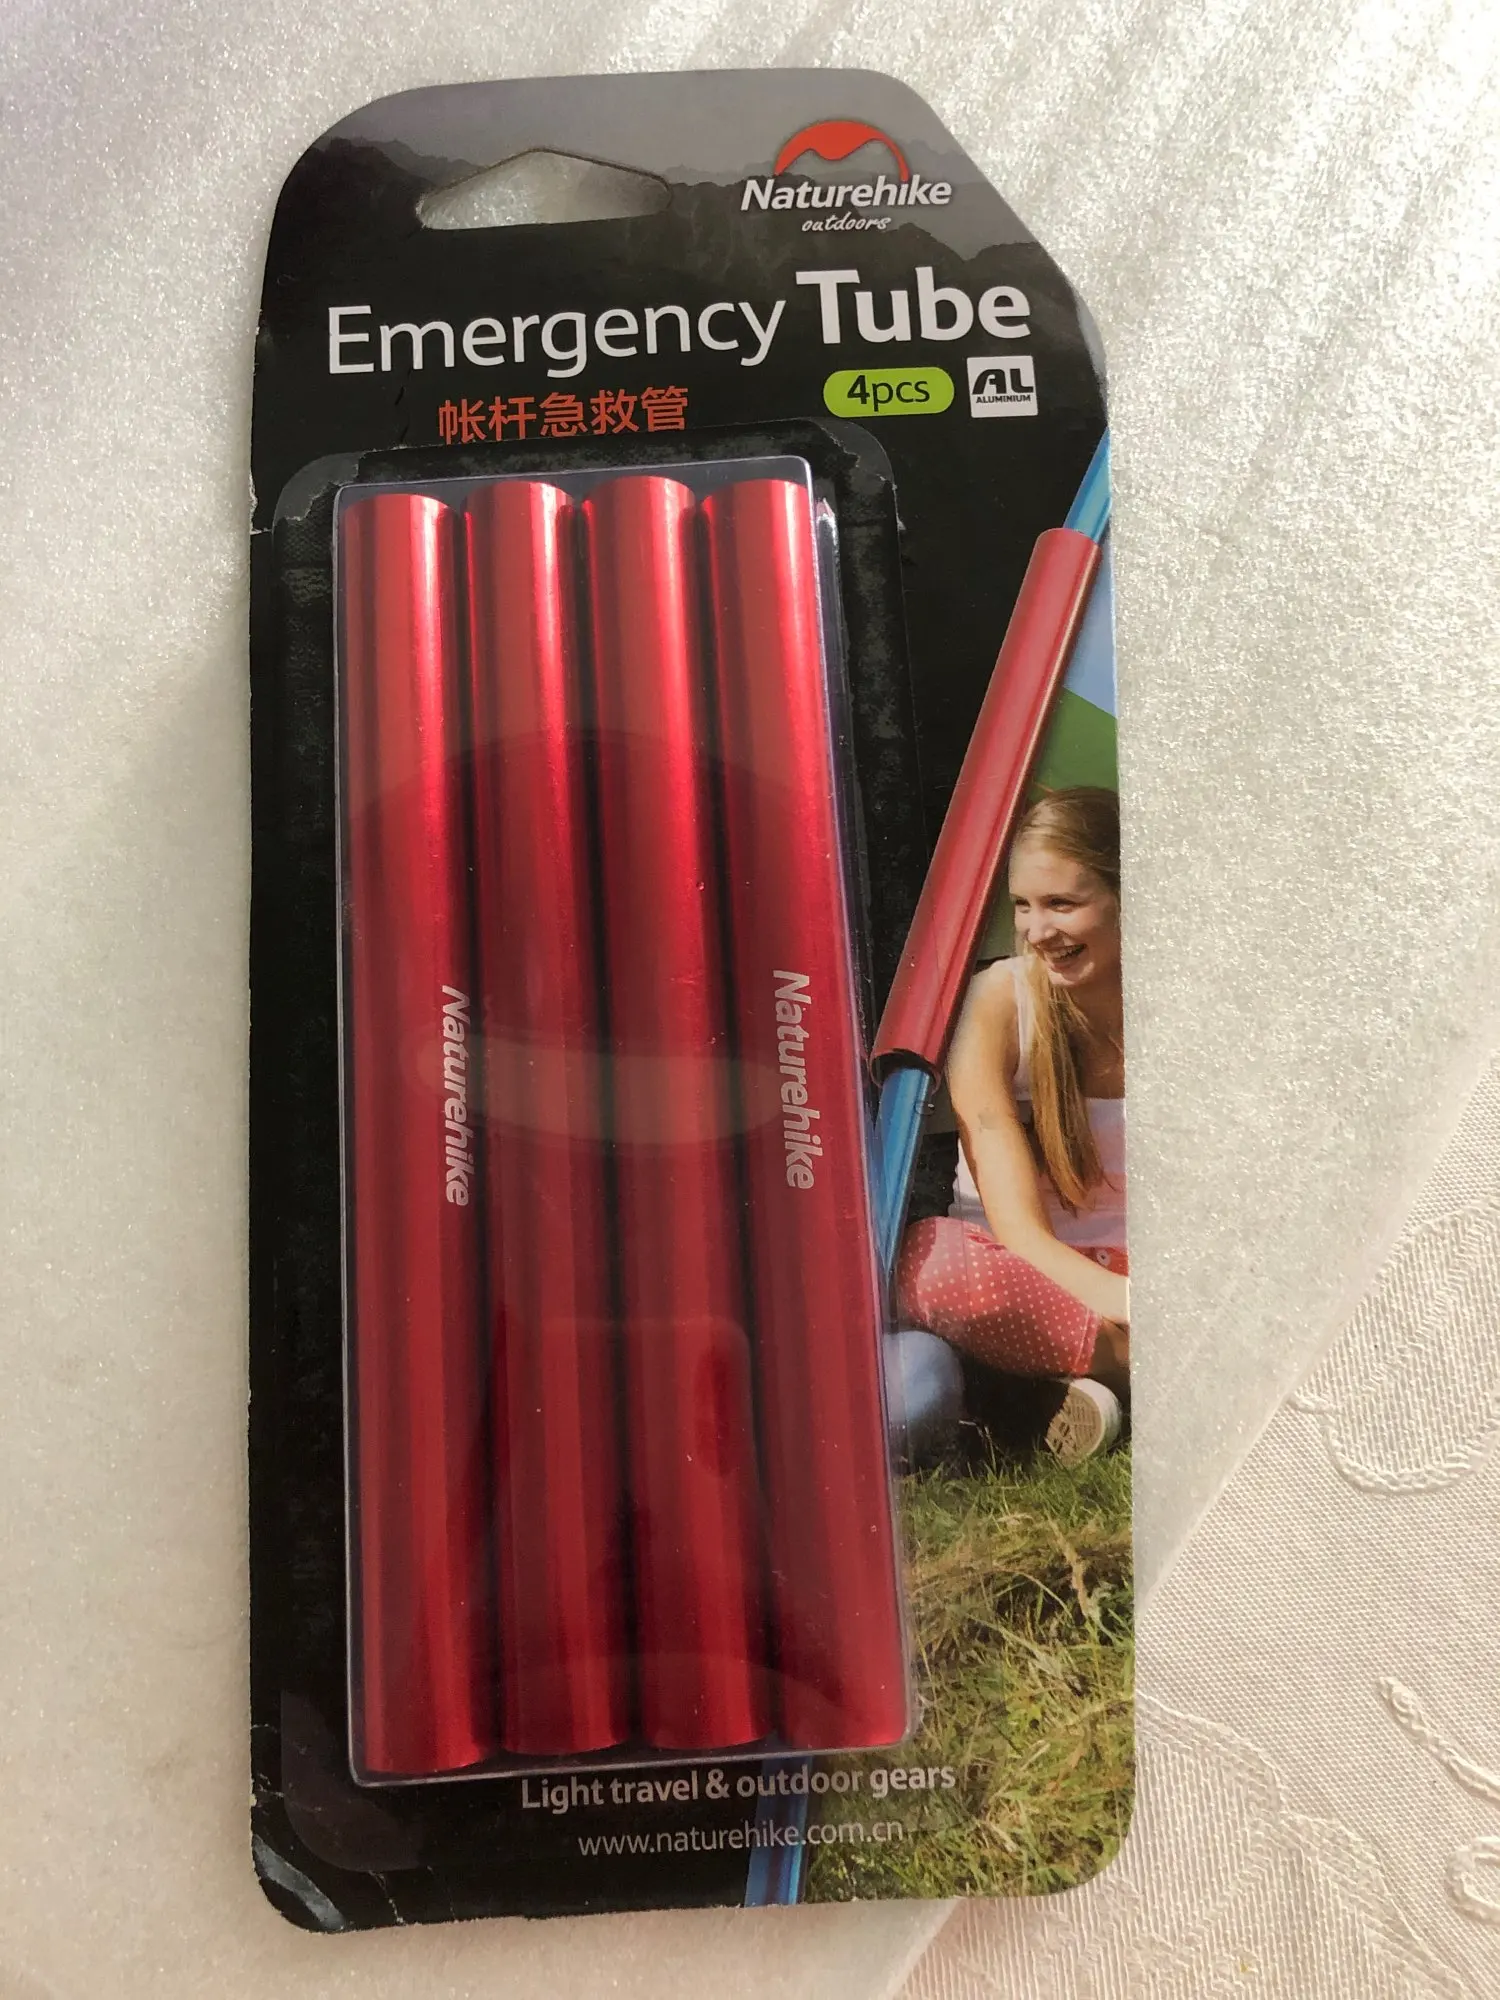 Naturehike
outdoors
Emergency Tube
帐杆急救管
4pcs
AL
ALUMINIUM
Naturehike
Naturehike
Light travel & outdoor gears
www.naturehike.com.cn